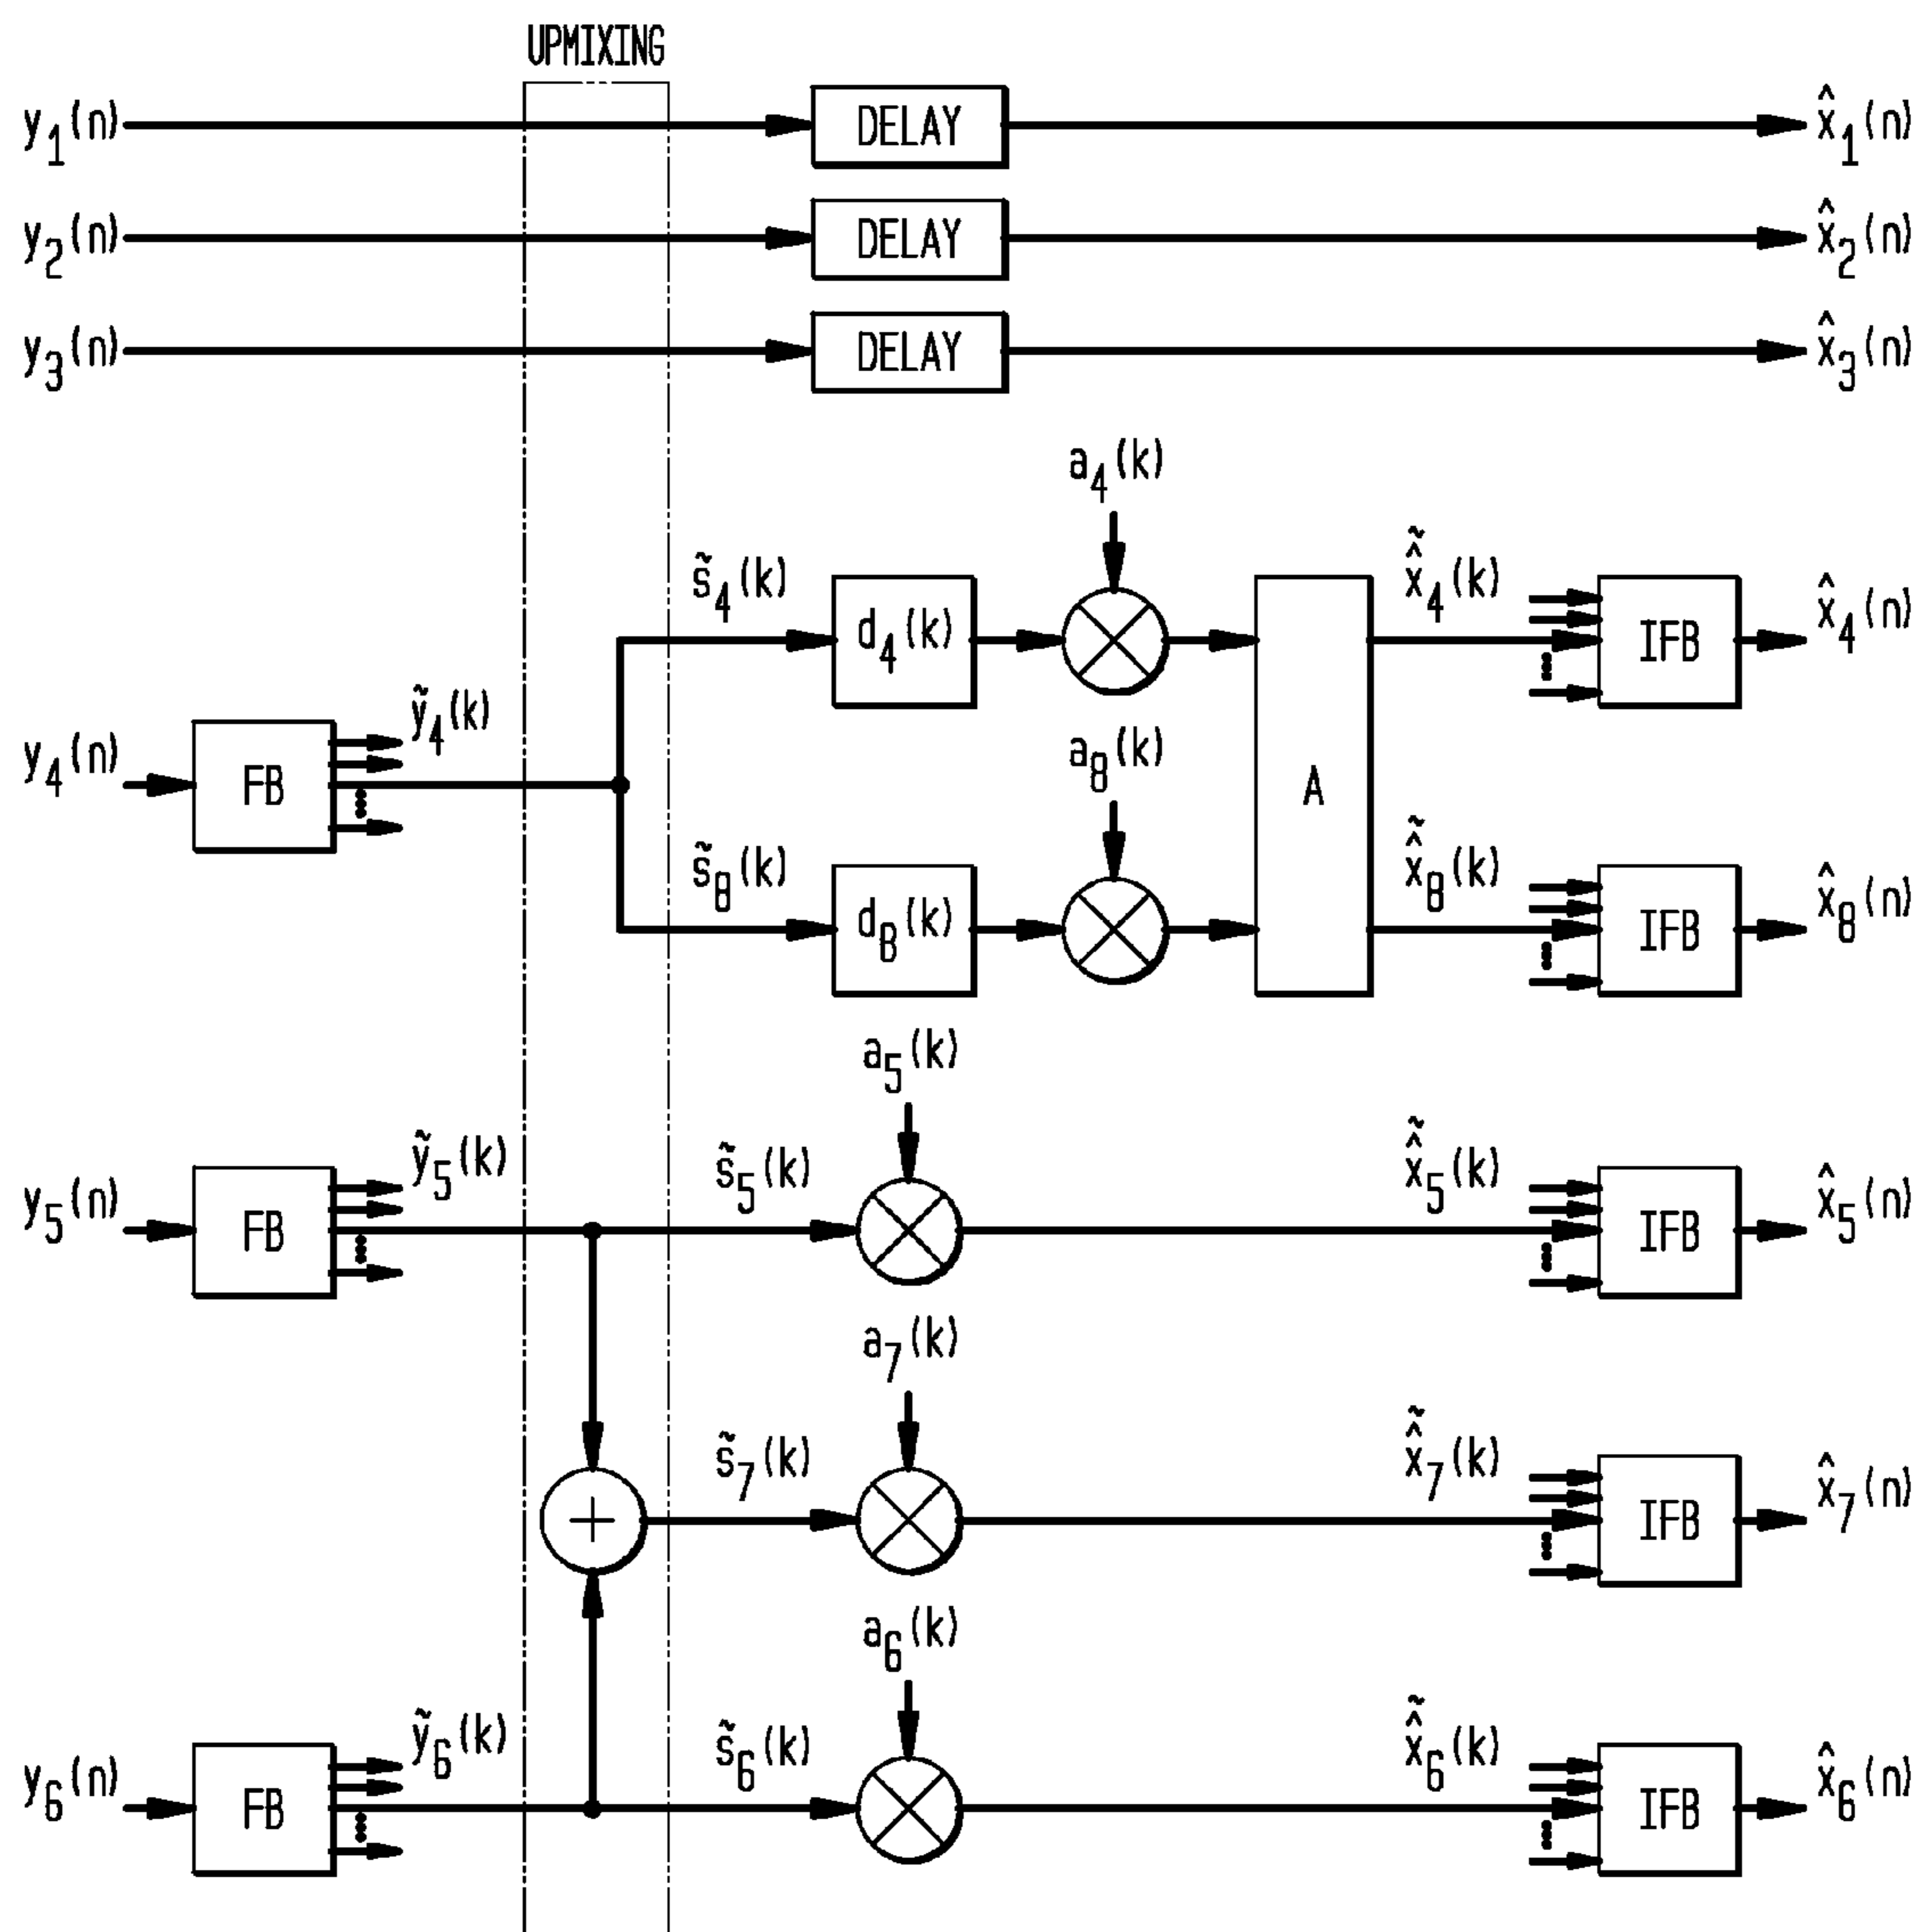 UPMIXING
y1(n) DELAY x̂1(n)
y2(n) DELAY x̂2(n)
y3(n) DELAY x̂3(n)
a4(k)
s̃4(k) d4(k) x̃̂4(k) IFB x̂4(n)
y4(n) FB ỹ4(k) a8(k) A
s̃8(k) dB(k) x̃̂8(k) IFB x̂8(n)
a5(k)
y5(n) FB ỹ5(k) s̃5(k) x̃̂5(k) IFB x̂5(n)
a7(k)
+ s̃7(k) x̃̂7(k) IFB x̂7(n)
a6(k)
y6(n) FB ỹ6(k) s̃6(k) x̃̂6(k) IFB x̂6(n)